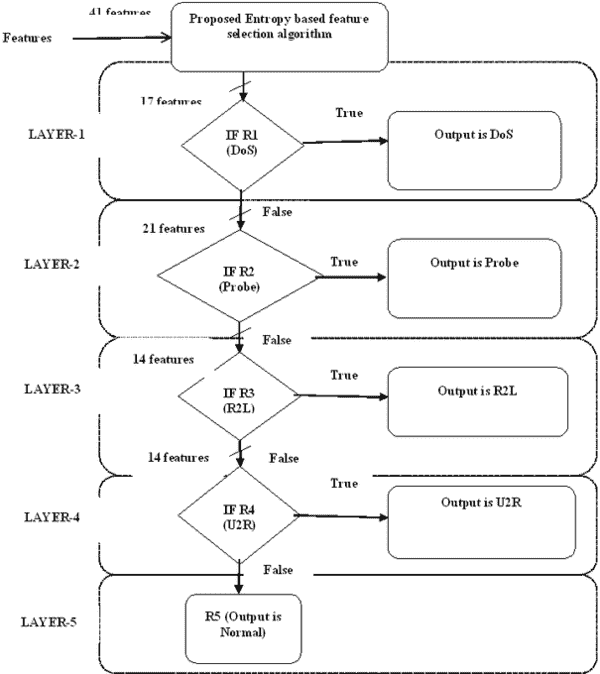 41 features
Features
Proposed Entropy based feature
selection algorithm
17 features
True
LAYER-1
IF R1
(DoS)
Output is DoS
False
21 features
True
LAYER-2
IF R2
(Probe)
Output is Probe
False
14 features
True
LAYER-3
IF R3
(R2L)
Output is R2L
14 features
False
True
LAYER-4
IF R4
(U2R)
Output is U2R
False
LAYER-5
R5 (Output is
Normal)